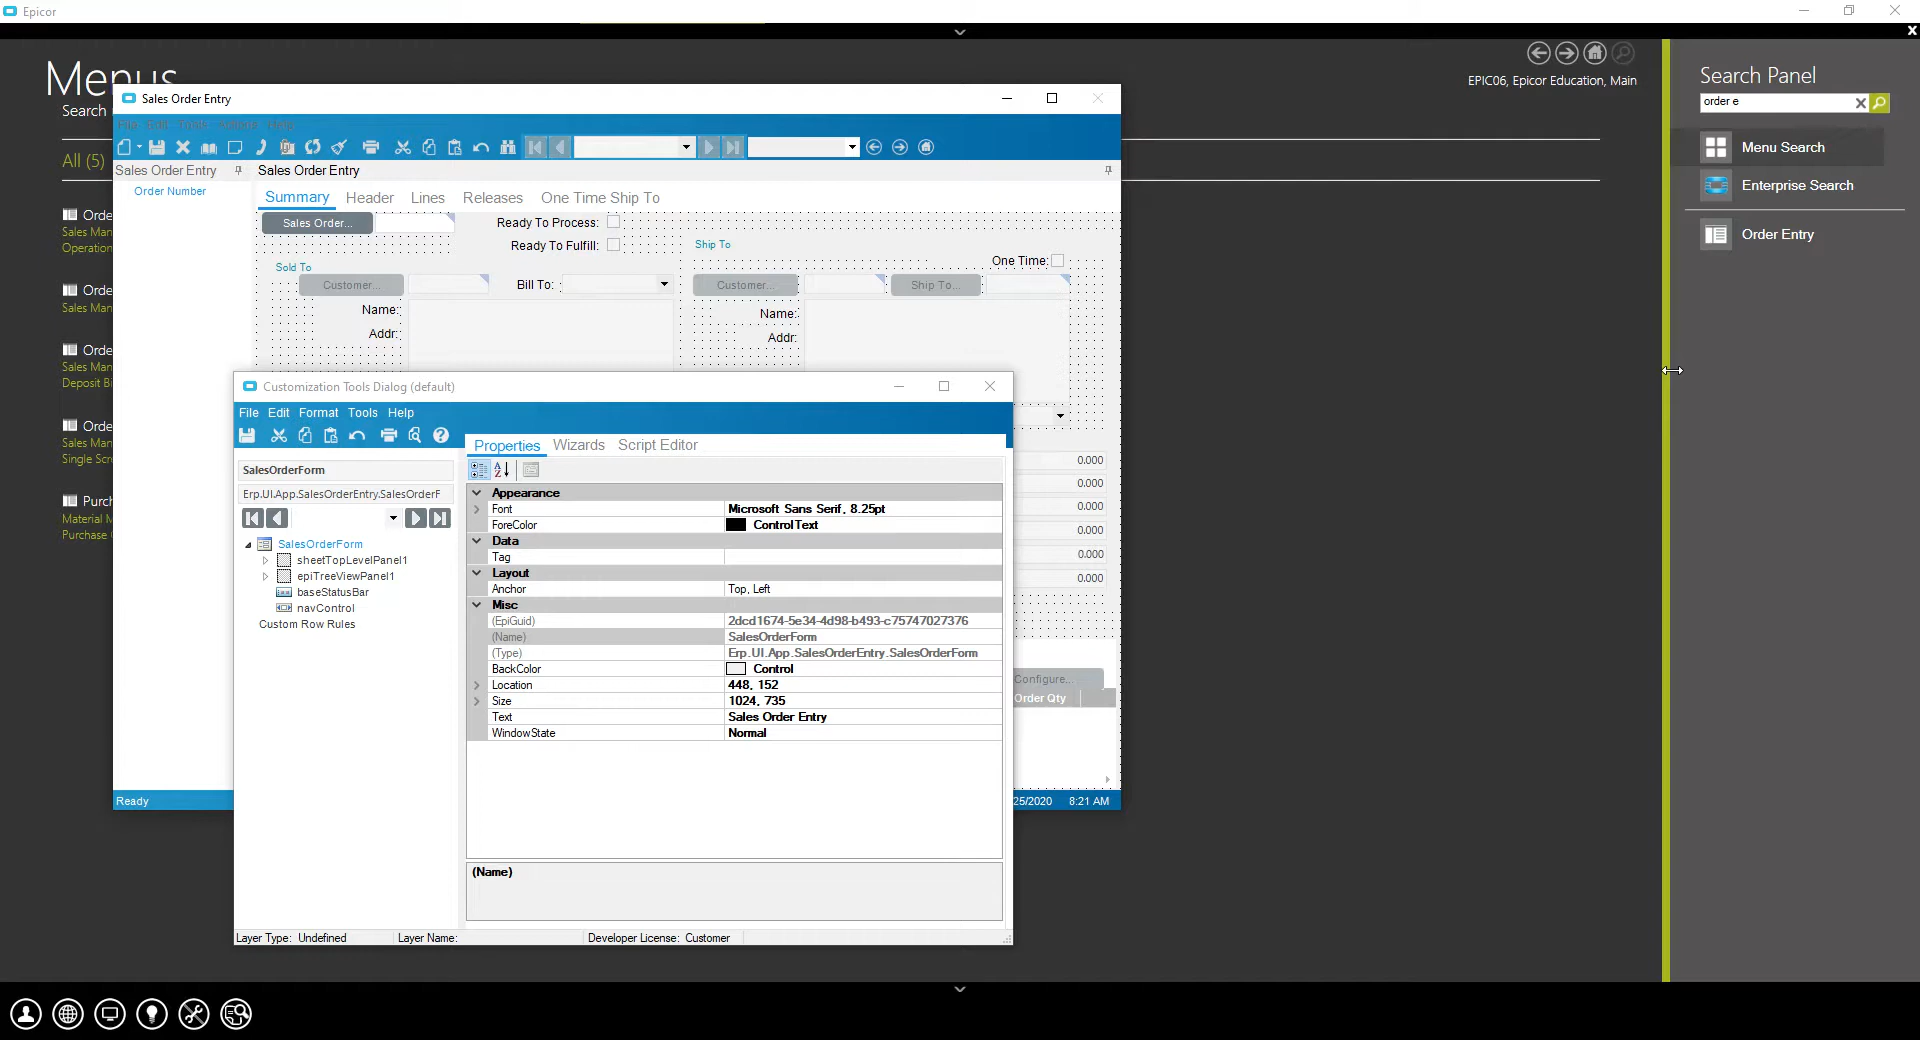 Epicor
Menus
Search
EPIC06, Epicor Education, Main
All (5)
Orde
Sales Man
Operation
Orde
Sales Man
Orde
Sales Man
Deposit Bi
Orde
Sales Man
Single Scr
Purch
Material M
Purchase
Sales Order Entry
File Edit Tools Actions Help
Sales Order Entry
Order Number
Sales Order Entry
Summary Header Lines Releases One Time Ship To
Sales Order...
Ready To Process:
Ready To Fulfill:
Ship To
One Time:
Sold To
Customer...
Bill To:
Customer...
Ship To...
Name:
Addr:
Name:
Addr:
0.000
0.000
0.000
0.000
0.000
0.000
Configure...
Order Qty
Ready
25/2020 8:21 AM
Customization Tools Dialog (default)
File Edit Format Tools Help
Properties Wizards Script Editor
SalesOrderForm
Erp.UI.App.SalesOrderEntry.SalesOrderF
SalesOrderForm
sheetTopLevelPanel1
epiTreeViewPanel1
baseStatusBar
navControl
Custom Row Rules
Appearance
Font Microsoft Sans Serif, 8.25pt
ForeColor ControlText
Data
Tag
Layout
Anchor Top, Left
Misc
(EpiGuid) 2dcd1674-5e34-4d98-b493-c75747027376
(Name) SalesOrderForm
(Type) Erp.UI.App.SalesOrderEntry.SalesOrderForm
BackColor Control
Location 448, 152
Size 1024, 735
Text Sales Order Entry
WindowState Normal
(Name)
Layer Type: Undefined Layer Name: Developer License: Customer
Search Panel
order e
Menu Search
Enterprise Search
Order Entry